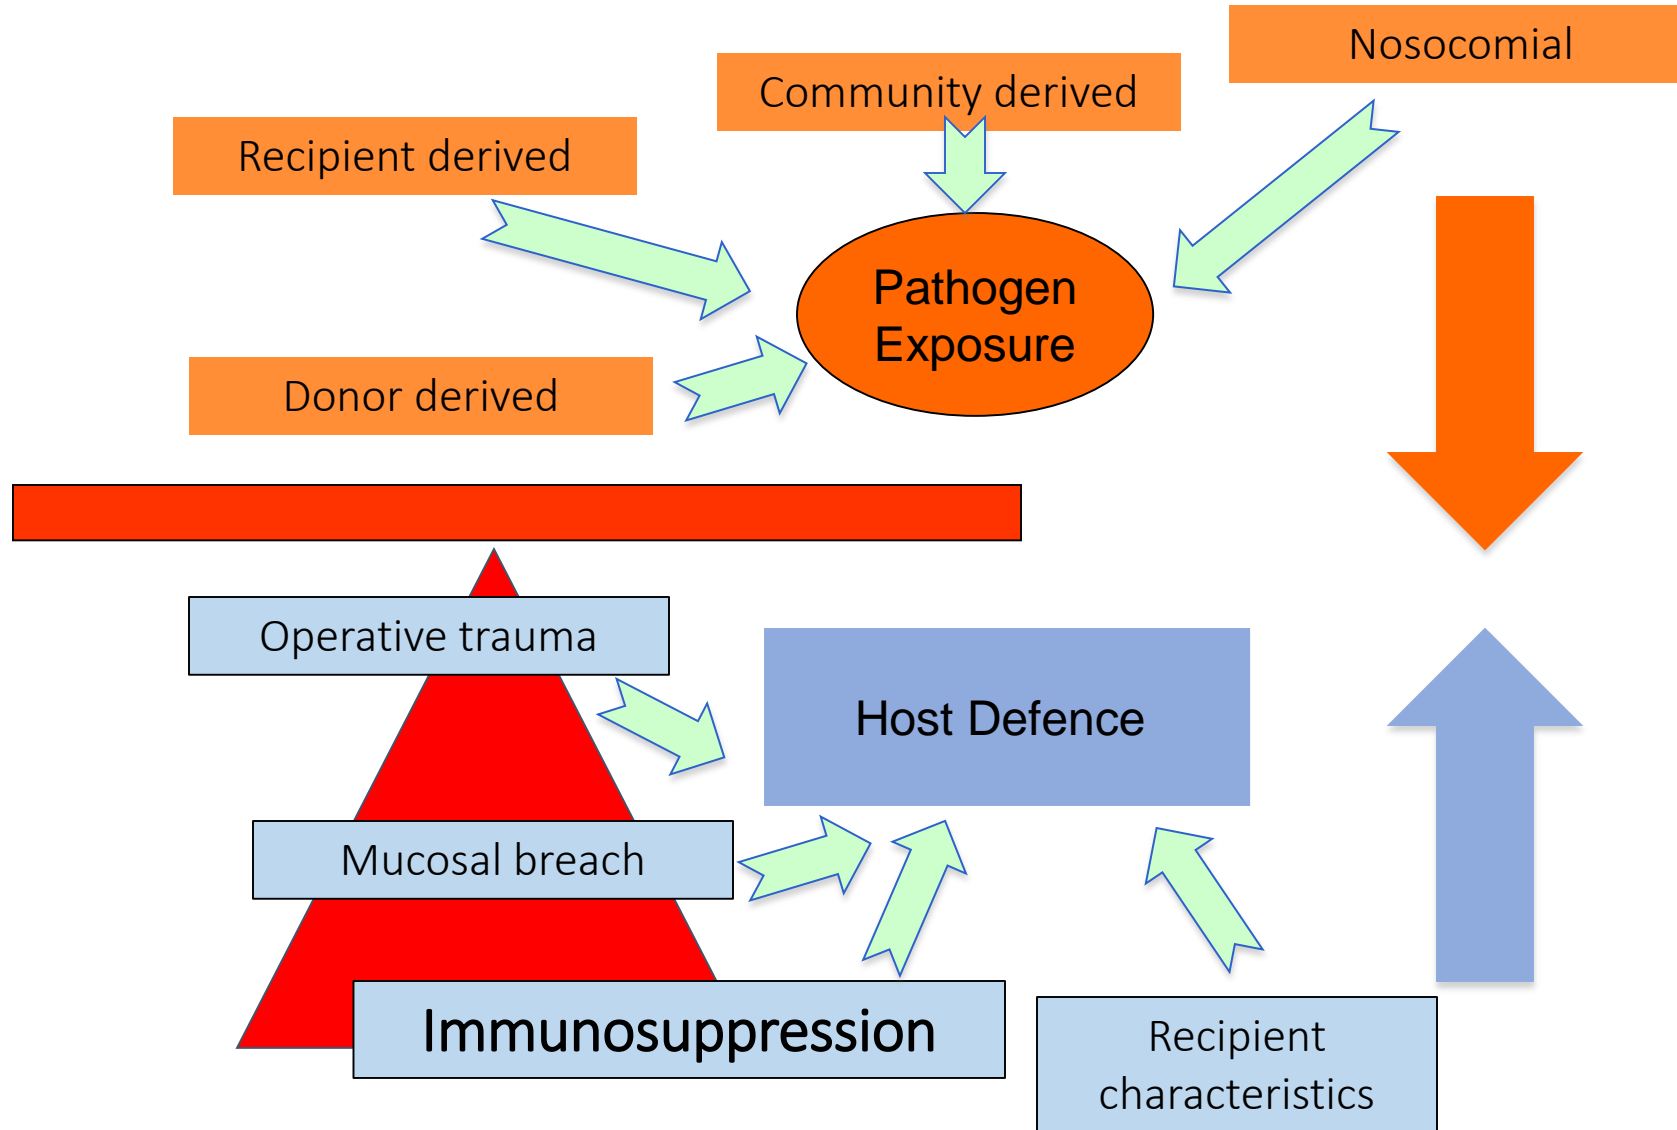 Nosocomial
Community derived
Recipient derived
Pathogen
Exposure
Donor derived
Operative trauma
Host Defence
Mucosal breach
Immunosuppression
Recipient
characteristics